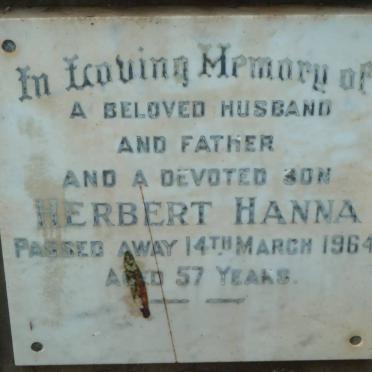 In Loving Memory of
A BELOVED HUSBAND
AND FATHER
AND A DEVOTED SON
HERBERT HANNA
PASSED AWAY 14TH MARCH 1964
AGED 57 YEARS.